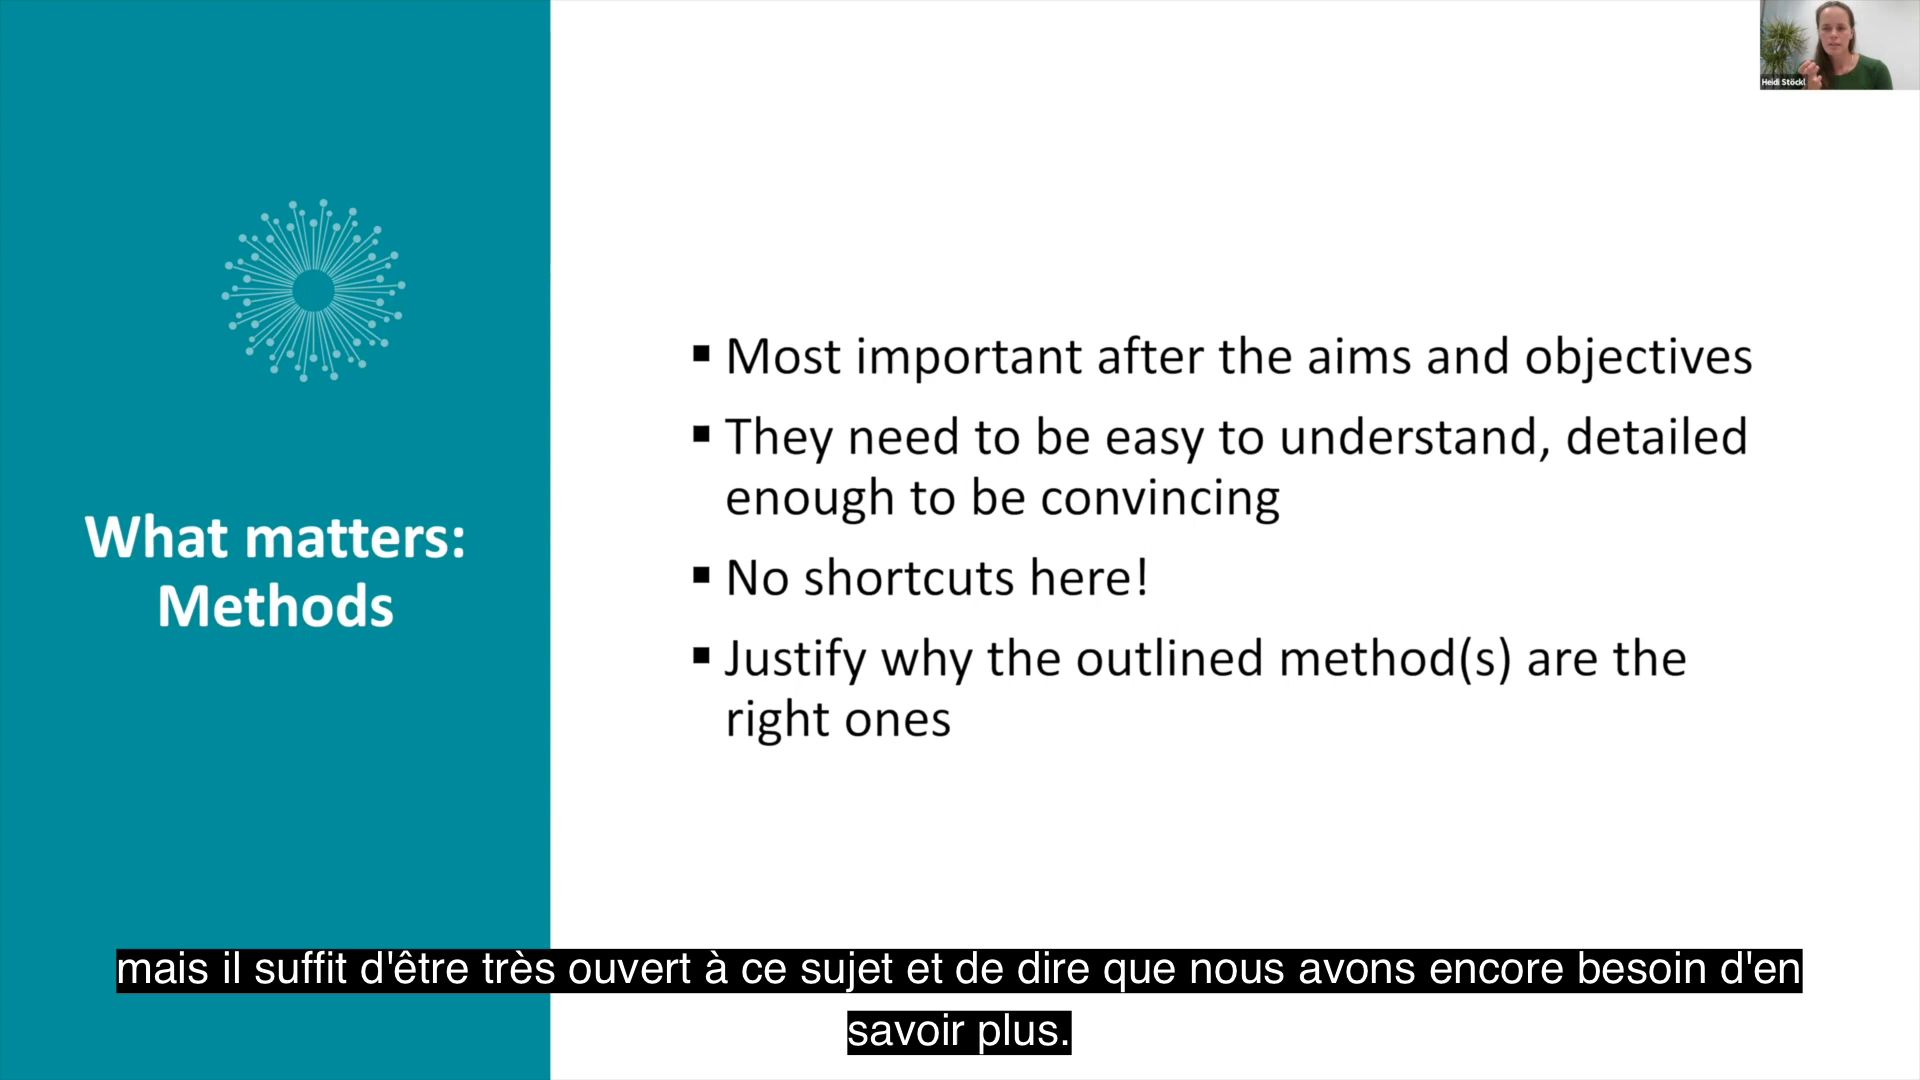 Heidi Stöckl
What matters:
Methods
▪ Most important after the aims and objectives
▪ They need to be easy to understand, detailed
enough to be convincing
▪ No shortcuts here!
▪ Justify why the outlined method(s) are the
right ones
mais il suffit d'être très ouvert à ce sujet et de dire que nous avons encore besoin d'en
savoir plus.